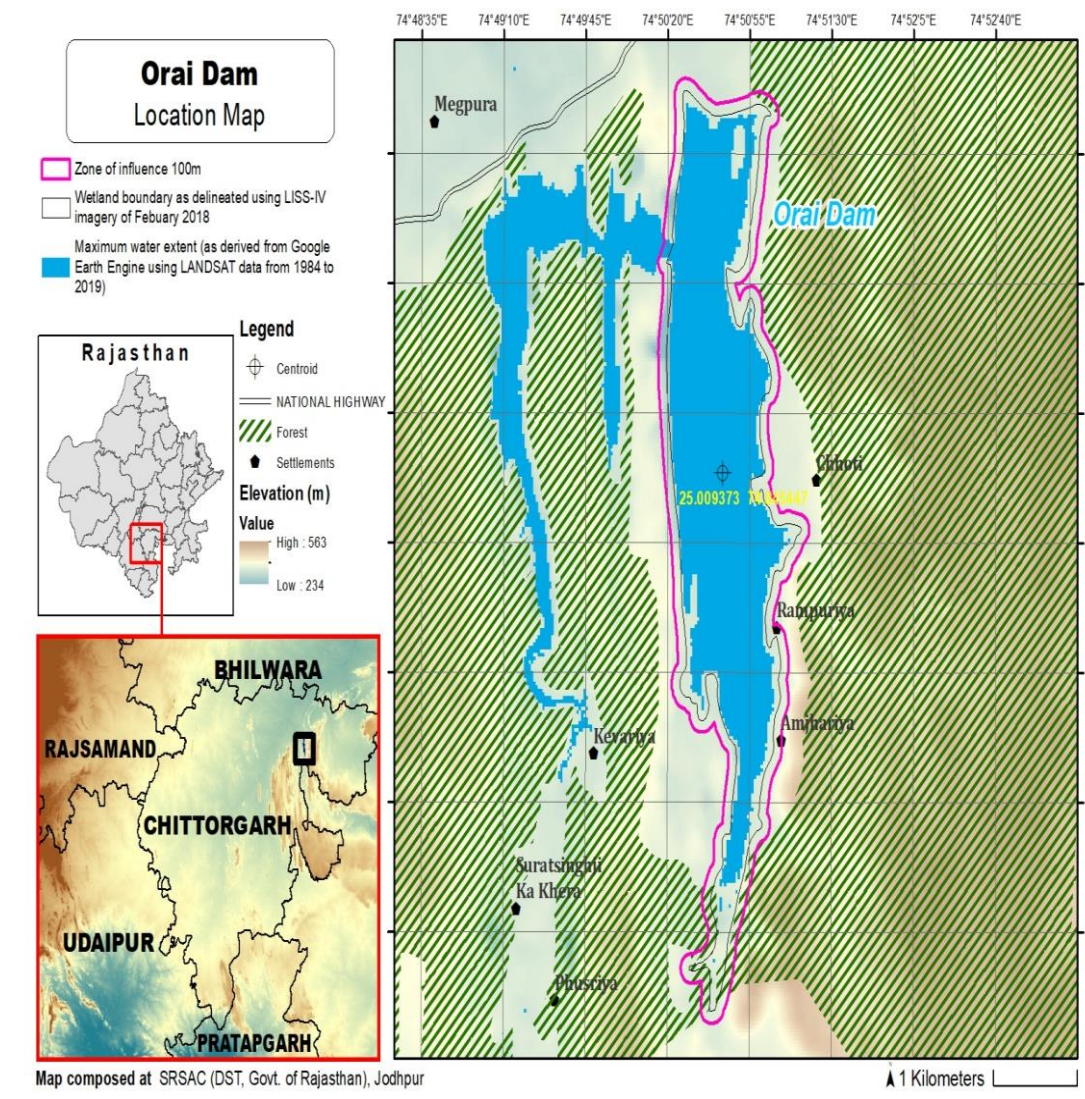 74°48'35"E 74°49'10"E 74°49'45"E 74°50'20"E 74°50'55"E 74°51'30"E 74°52'5"E 74°52'40"E
Orai Dam
Location Map
Zone of influence 100m
Wetland boundary as delineated using LISS-IV
imagery of Febuary 2018
Maximum water extent (as derived from Google
Earth Engine using LANDSAT data from 1984 to
2019)
Rajasthan
Legend
Centroid
NATIONAL HIGHWAY
Forest
Settlements
Elevation (m)
Value
High : 563
Low : 234
BHILWARA
RAJSAMAND
CHITTORGARH
UDAIPUR
PRATAPGARH
Megpura
Orai Dam
Chhoti
25.009373
Rampuriya
Amjhariya
Kevariya
Suratsinghji
Ka Khera
Phusriya
Map composed at SRSAC (DST, Govt. of Rajasthan), Jodhpur
1 Kilometers